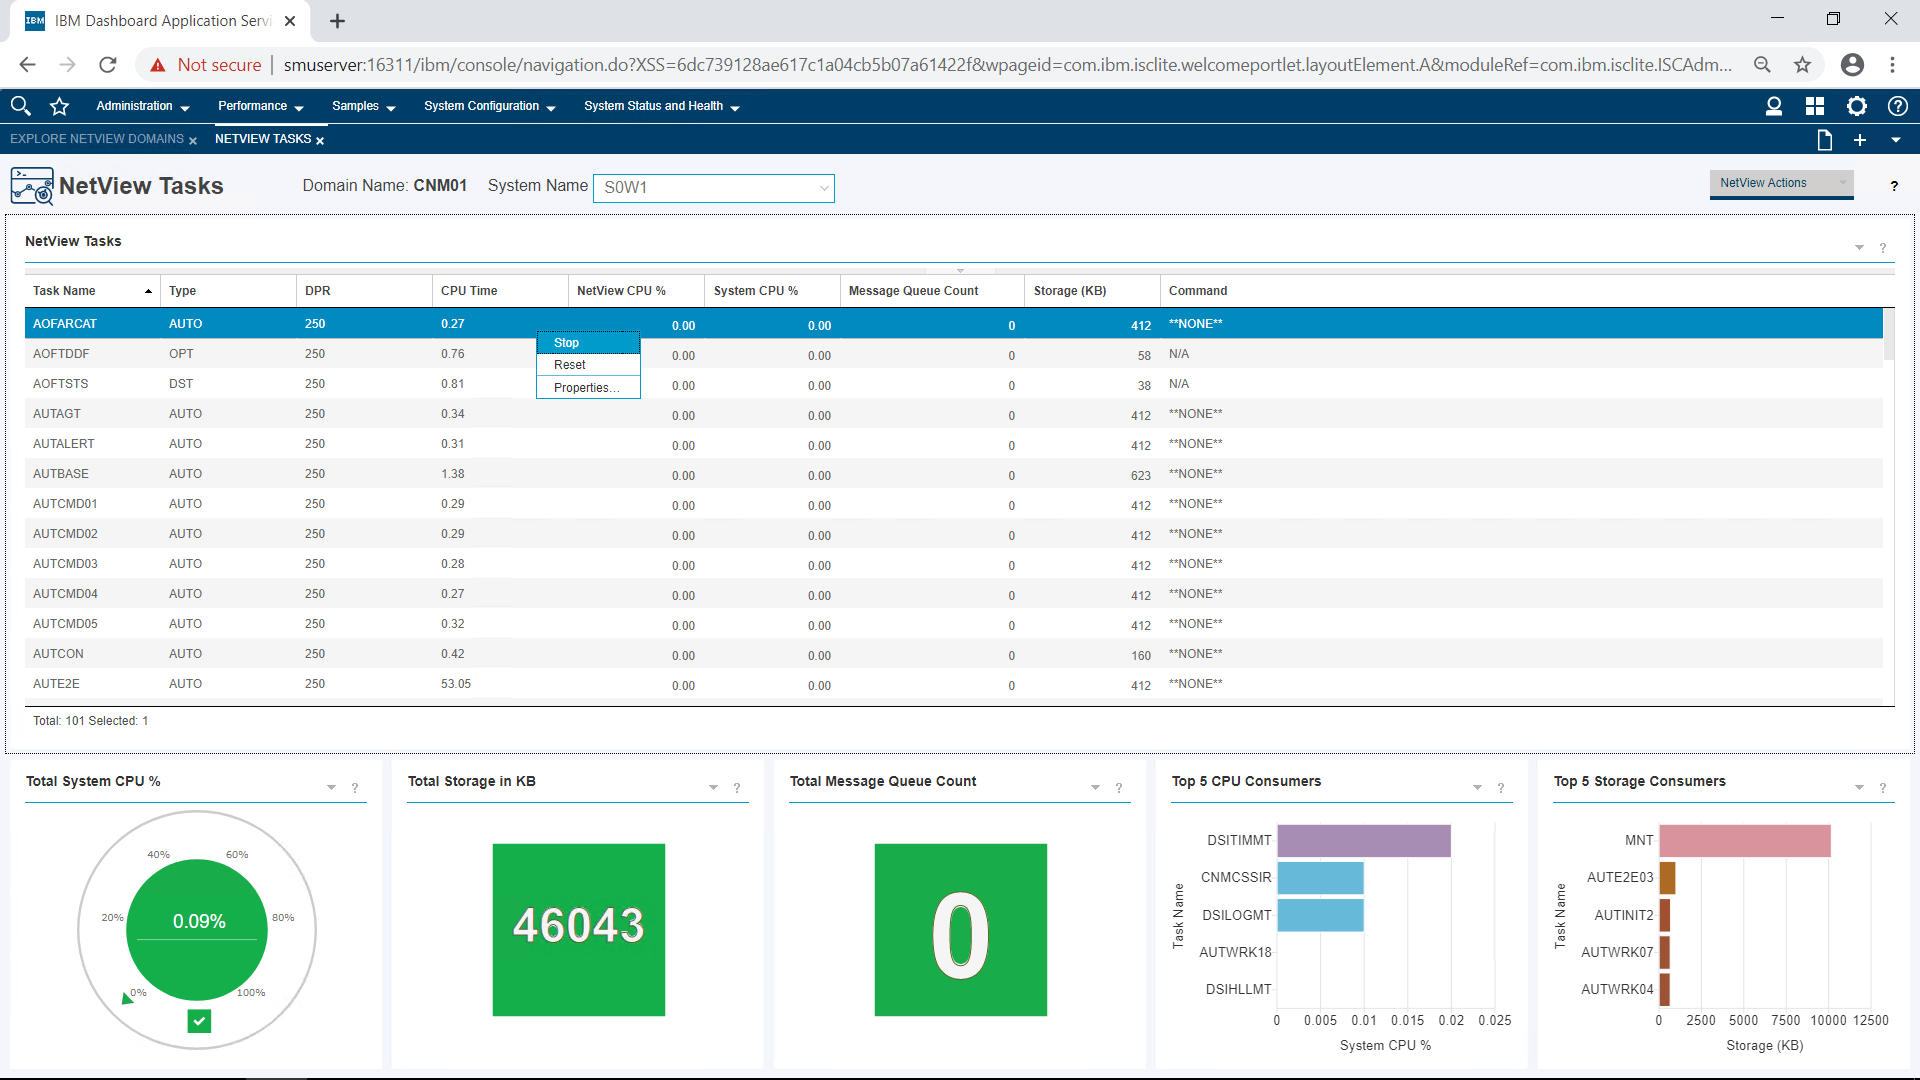 IBM IBM Dashboard Application Servi
Not secure | smuserver:16311/ibm/console/navigation.do?XSS=6dc739128ae617c1a04cb5b07a61422f&wpageid=com.ibm.isclite.welcomeportlet.layoutElement.A&moduleRef=com.ibm.isclite.ISCAdm...
Administration Performance Samples System Configuration System Status and Health
EXPLORE NETVIEW DOMAINS NETVIEW TASKS
NetView Tasks Domain Name: CNM01 System Name S0W1 NetView Actions ?
NetView Tasks ?
Task Name Type DPR CPU Time NetView CPU % System CPU % Message Queue Count Storage (KB) Command
AOFARCAT AUTO 250 0.27 0.00 0.00 0 412 **NONE**
Stop
AOFTDDF OPT 250 0.76 0.00 0.00 0 58 N/A
Reset
AOFTSTS DST 250 0.81 0.00 0.00 0 38 N/A
Properties...
AUTAGT AUTO 250 0.34 0.00 0.00 0 412 **NONE**
AUTALERT AUTO 250 0.31 0.00 0.00 0 412 **NONE**
AUTBASE AUTO 250 1.38 0.00 0.00 0 623 **NONE**
AUTCMD01 AUTO 250 0.29 0.00 0.00 0 412 **NONE**
AUTCMD02 AUTO 250 0.29 0.00 0.00 0 412 **NONE**
AUTCMD03 AUTO 250 0.28 0.00 0.00 0 412 **NONE**
AUTCMD04 AUTO 250 0.27 0.00 0.00 0 412 **NONE**
AUTCMD05 AUTO 250 0.32 0.00 0.00 0 412 **NONE**
AUTCON AUTO 250 0.42 0.00 0.00 0 160 **NONE**
AUTE2E AUTO 250 53.05 0.00 0.00 0 412 **NONE**
Total: 101 Selected: 1
Total System CPU % ?
40% 60%
20% 0.09% 80%
0% 100%
Total Storage in KB ?
46043
Total Message Queue Count ?
0
Top 5 CPU Consumers ?
Task Name
DSITIMMT
CNMCSSIR
DSILOGMT
AUTWRK18
DSIHLLMT
0 0.005 0.01 0.015 0.02 0.025
System CPU %
Top 5 Storage Consumers ?
Task Name
MNT
AUTE2E03
AUTINIT2
AUTWRK07
AUTWRK04
0 2500 5000 7500 10000 12500
Storage (KB)